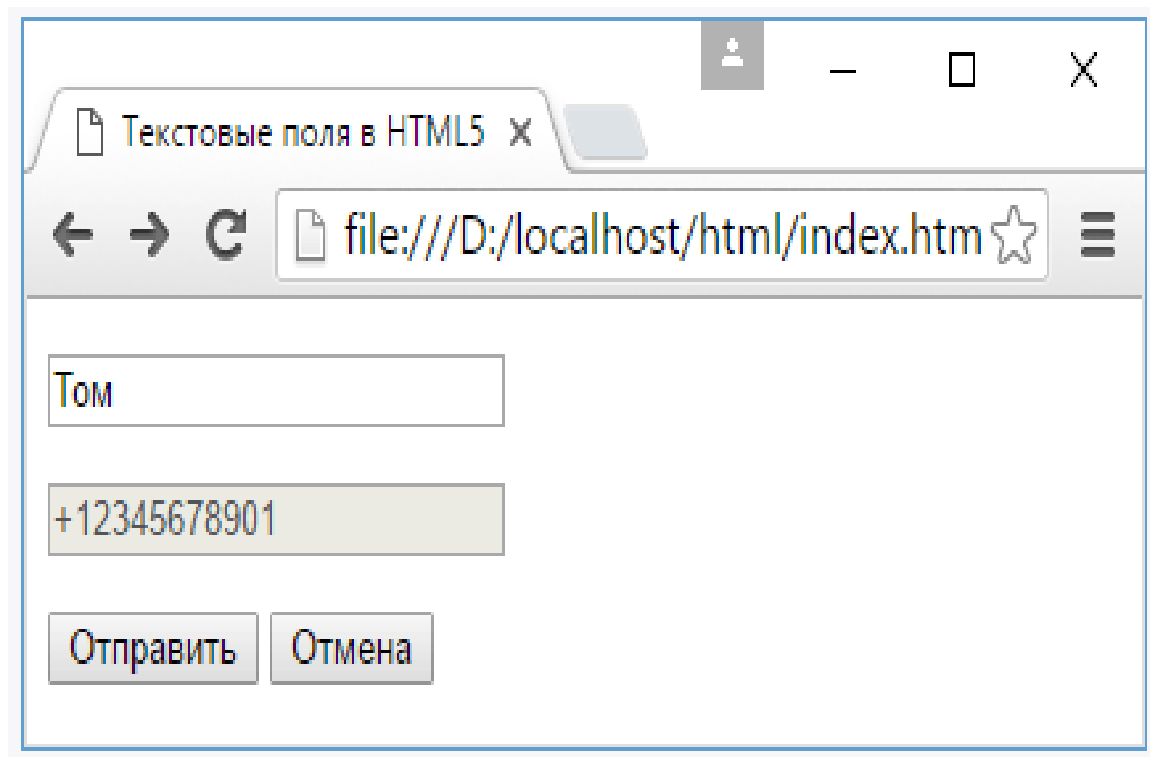 Текстовые поля в HTML5
file:///D:/localhost/html/index.htm
Том
+12345678901
Отправить Отмена